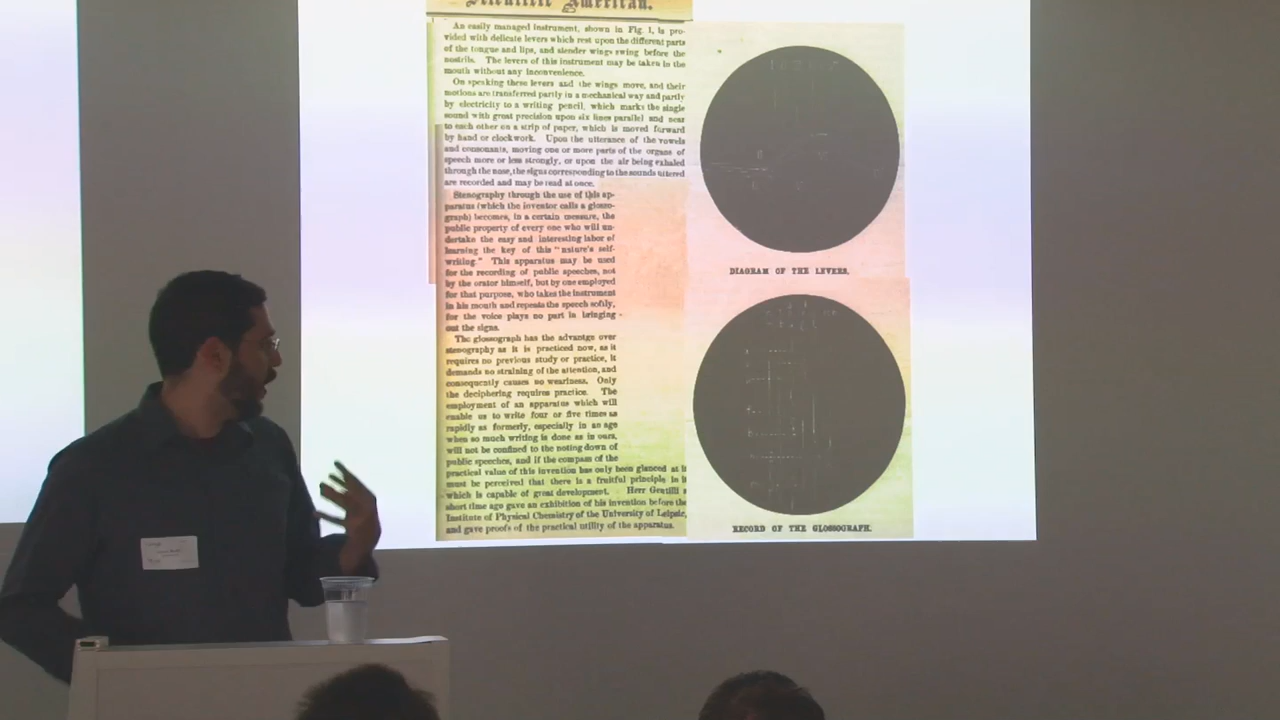 Scientific American.
An easily managed instrument, shown in Fig. 1, is pro-
vided with delicate levers which rest upon the different parts
of the tongue and lips, and slender wings swing before the
nostrils. The levers of this instrument may be taken in the
mouth without any inconvenience.
On speaking these levers and the wings move, and their
motions are transferred partly in a mechanical way and partly
by electricity to a writing pencil, which marks the single
sound with great precision upon six lines parallel and near
to each other on a strip of paper, which is moved forward
by hand or clockwork. Upon the utterance of the vowels
and consonants, moving one or more parts of the organs of
speech more or less strongly, or upon the air being exhaled
through the nose, the signs corresponding to the sounds uttered
are recorded and may be read at once.
Stenography through the use of this ap-
paratus (which the inventor calls a glosso-
graph) becomes, in a certain measure, the
public property of every one who will un-
dertake the easy and interesting labor of
learning the key of this "nature's self-
writing." This apparatus may be used
for the recording of public speeches, not
by the orator himself, but by one employed
for that purpose, who takes the instrument
in his mouth and repeats the speech softly,
for the voice plays no part in bringing
out the signs.
The glossograph has the advantge over
stenography as it is practiced now, as it
requires no previous study or practice, it
demands no straining of the attention, and
consequently causes no weariness. Only
the deciphering requires practice. The
employment of an apparatus which will
enable us to write four or five times as
rapidly as formerly, especially in an age
when so much writing is done as in ours,
will not be confined to the noting down of
public speeches, and if the compass of the
practical value of this invention has only been glanced at it
must be perceived that there is a fruitful principle in it
which is capable of great development. Herr Gentilli a
short time ago gave an exhibition of his invention before the
Institute of Physical Chemistry of the University of Leipsic,
and gave proofs of the practical utility of the apparatus.
DIAGRAM OF THE LEVERS.
RECORD OF THE GLOSSOGRAPH.